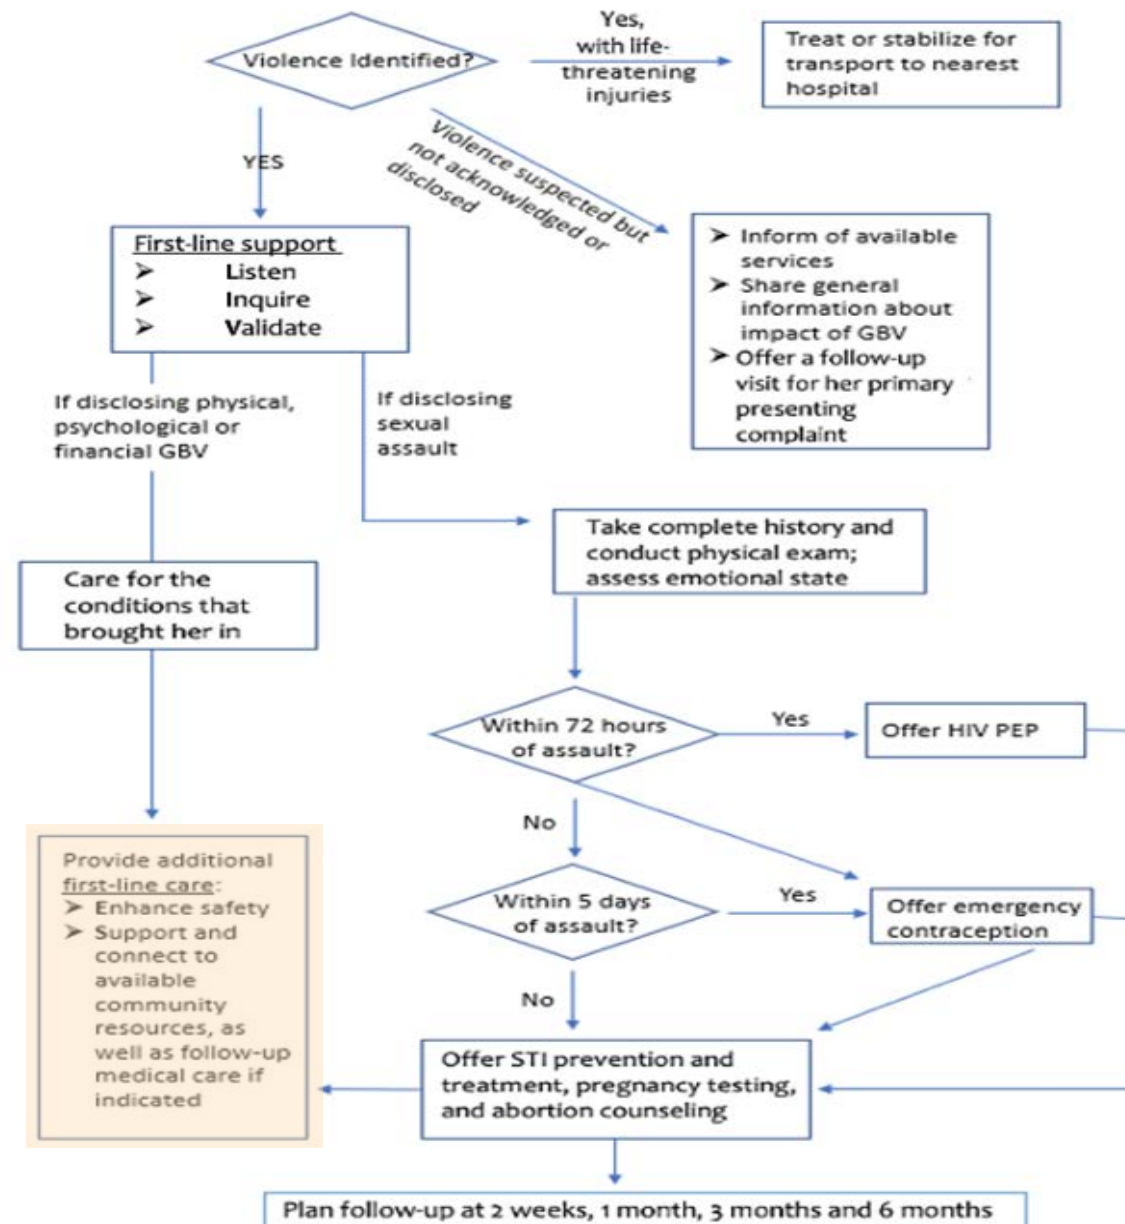 Violence Identified?
Yes,
with life-
threatening
injuries
Treat or stabilize for
transport to nearest
hospital
YES
Violence suspected but
not acknowledged or
disclosed
First-line support
➢ Listen
➢ Inquire
➢ Validate
➢ Inform of available
services
➢ Share general
information about
impact of GBV
➢ Offer a follow-up
visit for her primary
presenting
complaint
If disclosing physical,
psychological or
financial GBV
If disclosing
sexual
assault
Take complete history and
conduct physical exam;
assess emotional state
Care for the
conditions that
brought her in
Within 72 hours
of assault?
Yes
Offer HIV PEP
No
Within 5 days
of assault?
Yes
Offer emergency
contraception
No
Provide additional
first-line care:
➢ Enhance safety
➢ Support and
connect to
available
community
resources, as
well as follow-up
medical care if
indicated
Offer STI prevention and
treatment, pregnancy testing,
and abortion counseling
Plan follow-up at 2 weeks, 1 month, 3 months and 6 months